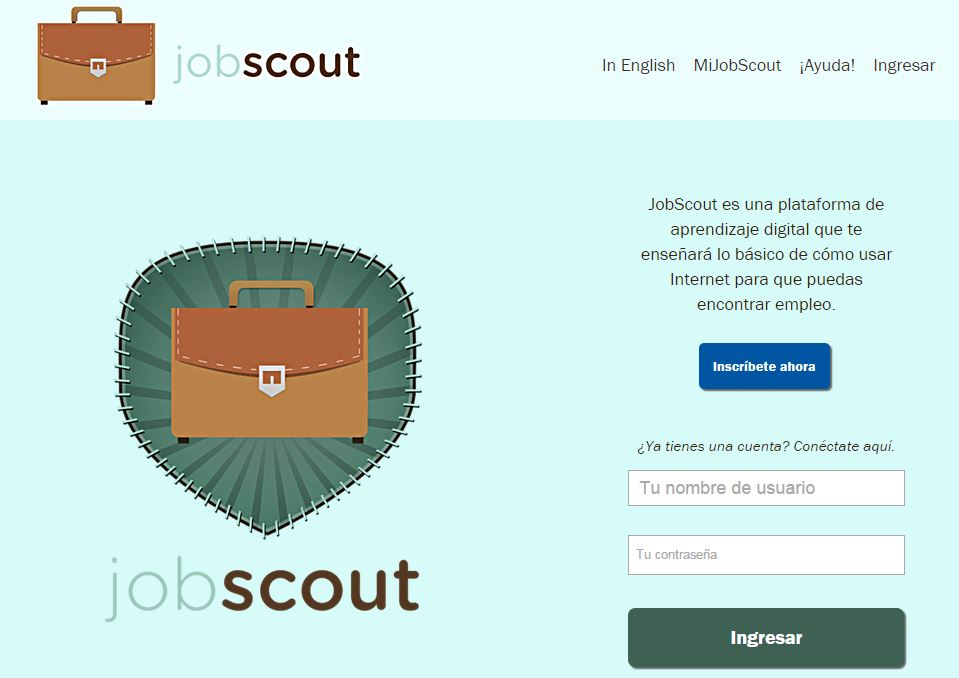 jobscout
In English MiJobScout ¡Ayuda! Ingresar
JobScout es una plataforma de
aprendizaje digital que te
enseñará lo básico de cómo usar
Internet para que puedas
encontrar empleo.
Inscríbete ahora
¿Ya tienes una cuenta? Conéctate aquí.
Tu nombre de usuario
Tu contraseña
Ingresar
jobscout